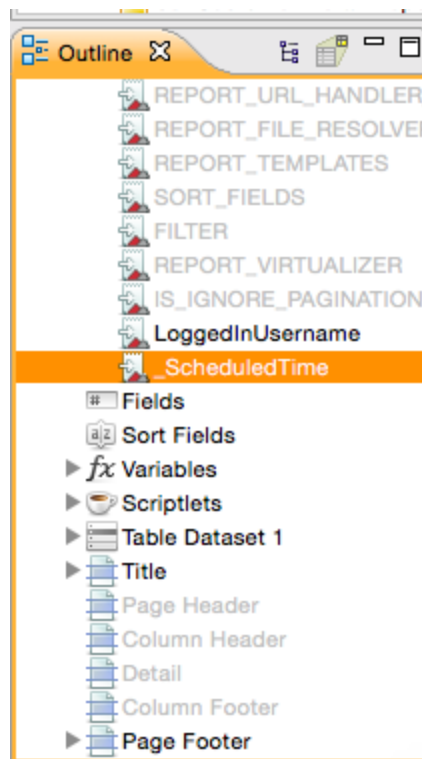 Outline
REPORT_URL_HANDLER
REPORT_FILE_RESOLVE
REPORT_TEMPLATES
SORT_FIELDS
FILTER
REPORT_VIRTUALIZER
IS_IGNORE_PAGINATION
LoggedInUsername
_ScheduledTime
# Fields
a z Sort Fields
fx Variables
Scriptlets
Table Dataset 1
Title
Page Header
Column Header
Detail
Column Footer
Page Footer